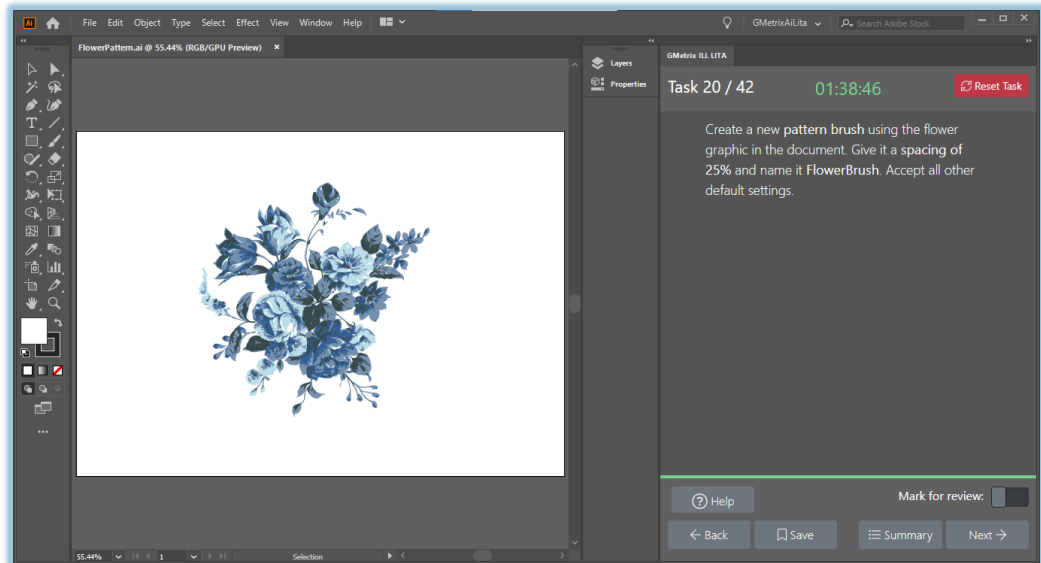 Ai File Edit Object Type Select Effect View Window Help GMetrixAiLita Search Adobe Stock
FlowerPattern.ai @ 55.44% (RGB/GPU Preview) ×
Layers
Properties
GMetrix ILL LITA
Task 20 / 42 01:38:46 Reset Task
Create a new pattern brush using the flower
graphic in the document. Give it a spacing of
25% and name it FlowerBrush. Accept all other
default settings.
Help Mark for review:
Back Save Summary Next
55.44% 1 Selection